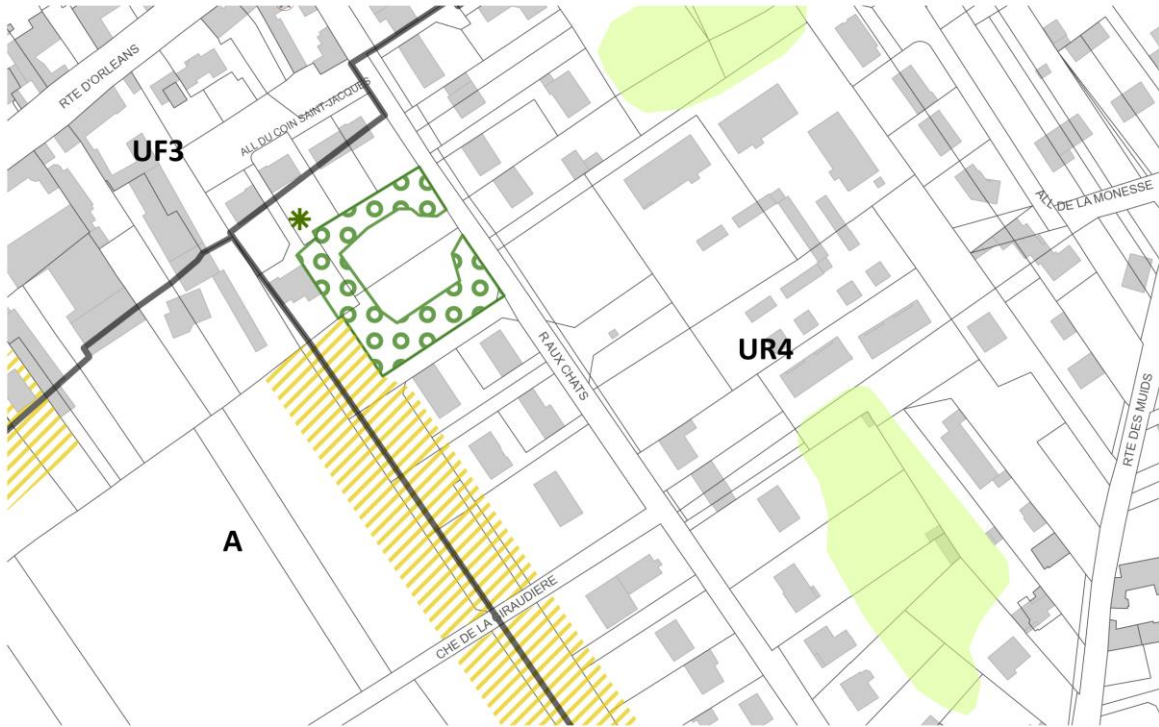 RTE D'ORLEANS
ALL DU COIN SAINT-JACQUES
UF3
ALL DE LA MONESSE
R AUX CHATS
UR4
RTE DES MUIDS
A
CHE DE LA GIRAUDIERE